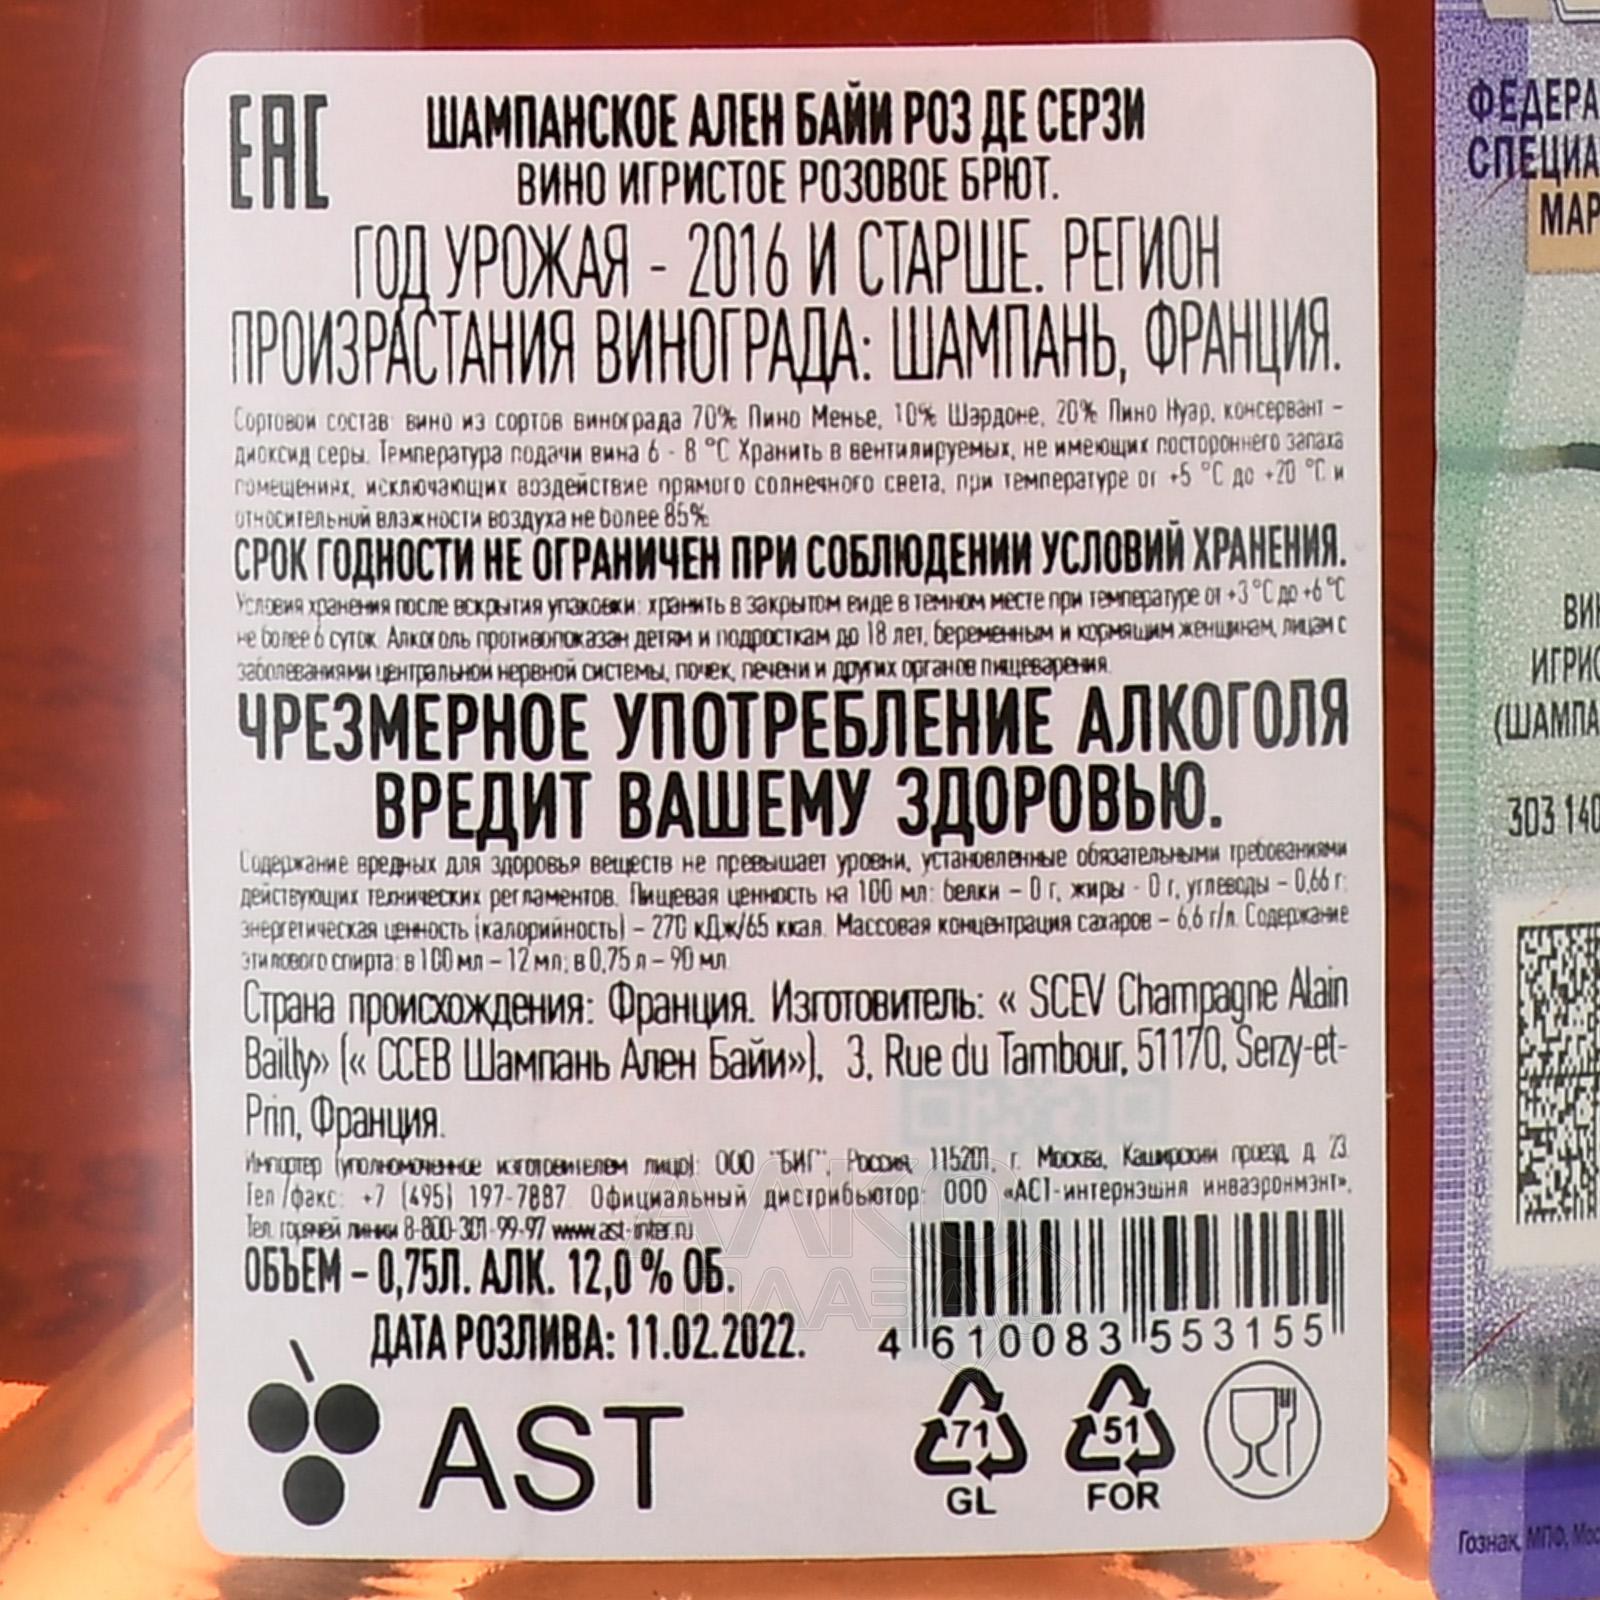 ЕАС
ШАМПАНСКОЕ АЛЕН БАЙИ РОЗ ДЕ СЕРЗИ
ВИНО ИГРИСТОЕ РОЗОВОЕ БРЮТ.
ГОД УРОЖАЯ - 2016 И СТАРШЕ. РЕГИОН
ПРОИЗРАСТАНИЯ ВИНОГРАДА: ШАМПАНЬ, ФРАНЦИЯ.
Сортовой состав: вино из сортов винограда 70% Пино Менье, 10% Шардоне, 20% Пино Нуар, консервант –
диоксид серы. Температура подачи вина 6 - 8 °С Хранить в вентилируемых, не имеющих постороннего запаха
помещениях, исключающих воздействие прямого солнечного света, при температуре от +5 °С до +20 °С и
относительной влажности воздуха не более 85%
СРОК ГОДНОСТИ НЕ ОГРАНИЧЕН ПРИ СОБЛЮДЕНИИ УСЛОВИЙ ХРАНЕНИЯ.
Условия хранения после вскрытия упаковки: хранить в закрытом виде в темном месте при температуре от +3 °С до +6 °С
не более 6 суток. Алкоголь противопоказан детям и подросткам до 18 лет, беременным и кормящим женщинам, лицам с
заболеваниями центральной нервной системы, почек, печени и других органов пищеварения.
ЧРЕЗМЕРНОЕ УПОТРЕБЛЕНИЕ АЛКОГОЛЯ
ВРЕДИТ ВАШЕМУ ЗДОРОВЬЮ.
Содержание вредных для здоровья веществ не превышает уровни, установленные обязательными требованиями
действующих технических регламентов. Пищевая ценность на 100 мл: белки – 0 г, жиры - 0 г, углеводы – 0,66 г;
энергетическая ценность (калорийность) – 270 кДж/65 ккал. Массовая концентрация сахаров – 6,6 г/л. Содержание
этилового спирта: в 100 мл – 12 мл; в 0,75 л – 90 мл.
Страна происхождения: Франция. Изготовитель: « SCEV Champagne Alain
Bailly» (« ССЕВ Шампань Ален Байи»), 3, Rue du Tambour, 51170, Serzy-et-
Prin, Франция.
Импортер (уполномоченное изготовителем лицо): ООО "БИГ", Россия, 115201, г. Москва, Каширский проезд, д. 23.
Тел./факс: +7 (495) 197-7887 Официальный дистрибьютор: ООО «АСТ-интернэшнл инваэронмэнт»,
Тел. горячей линии 8-800-301-99-97 www.ast-inter.ru
ОБЪЕМ – 0,75Л. АЛК. 12,0 % ОБ.
ДАТА РОЗЛИВА: 11.02.2022.
4 610083 553155
AST
71
GL
51
FOR
АЛКО
ПЛАЗА
ФЕДЕРА
СПЕЦИА
МАР
ВИН
ИГРИС
(ШАМПА
303 140
Гознак, МПФ, Мос